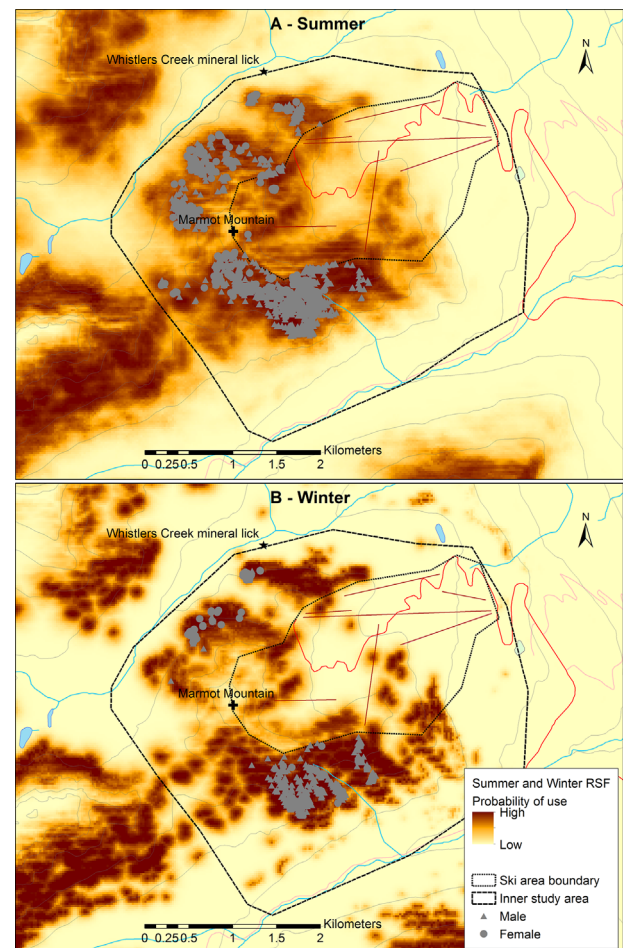 A - Summer
Whistlers Creek mineral lick
N
Marmot Mountain
Kilometers
0 0.25 0.5 1 1.5 2
B - Winter
Whistlers Creek mineral lick
N
Marmot Mountain
Summer and Winter RSF
Probability of use
High
Low
Ski area boundary
Inner study area
Male
Female
Kilometers
0 0.25 0.5 1 1.5 2